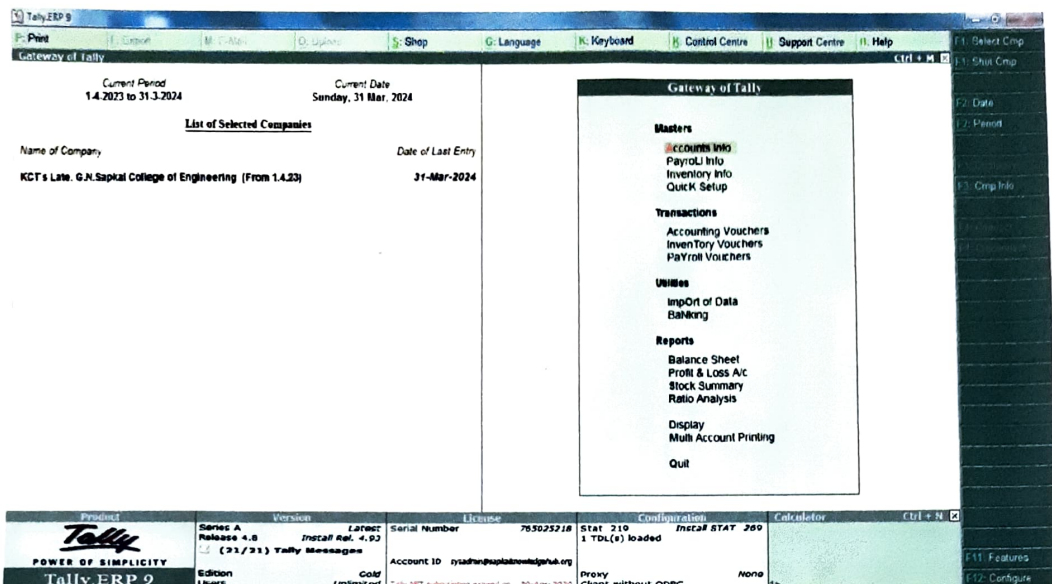 Tally.ERP 9
P: Print
S: Shop
G: Language
K: Keyboard
K: Control Centre
Support Centre
H: Help
F1: Select Cmp
Gateway of Tally
Ctrl + M
F1: Shut Cmp
F2: Date
F2: Period
F3: Cmp Info
Current Period
1-4-2023 to 31-3-2024
Current Date
Sunday, 31 Mar, 2024
List of Selected Companies
Name of Company
Date of Last Entry
KCT's Late. G.N.Sapkal College of Engineering (From 1.4.23)
31-Mar-2024
Gateway of Tally
Masters
Accounts Info
PayrolL Info
Inventory Info
QuicK Setup
Transactions
Accounting Vouchers
InvenTory Vouchers
PaYroll Vouchers
Utilities
ImpOrt of Data
BaNking
Reports
Balance Sheet
Profit & Loss A/c
Stock Summary
Ratio Analysis
Display
Multi Account Printing
Quit
Product
Tally
POWER OF SIMPLICITY
Tally ERP 9
Version
Series A Latest
Release 4.8 Install Rel. 4.93
(21/21) Tally Messages
Edition Gold
Users Unlimited
License
Serial Number 765025218
Account ID
Configuration
Stat 219 Install STAT 269
1 TDL(s) loaded
Proxy None
Client without ODBC
Calculator
Ctrl + N
F11: Features
F12: Configure